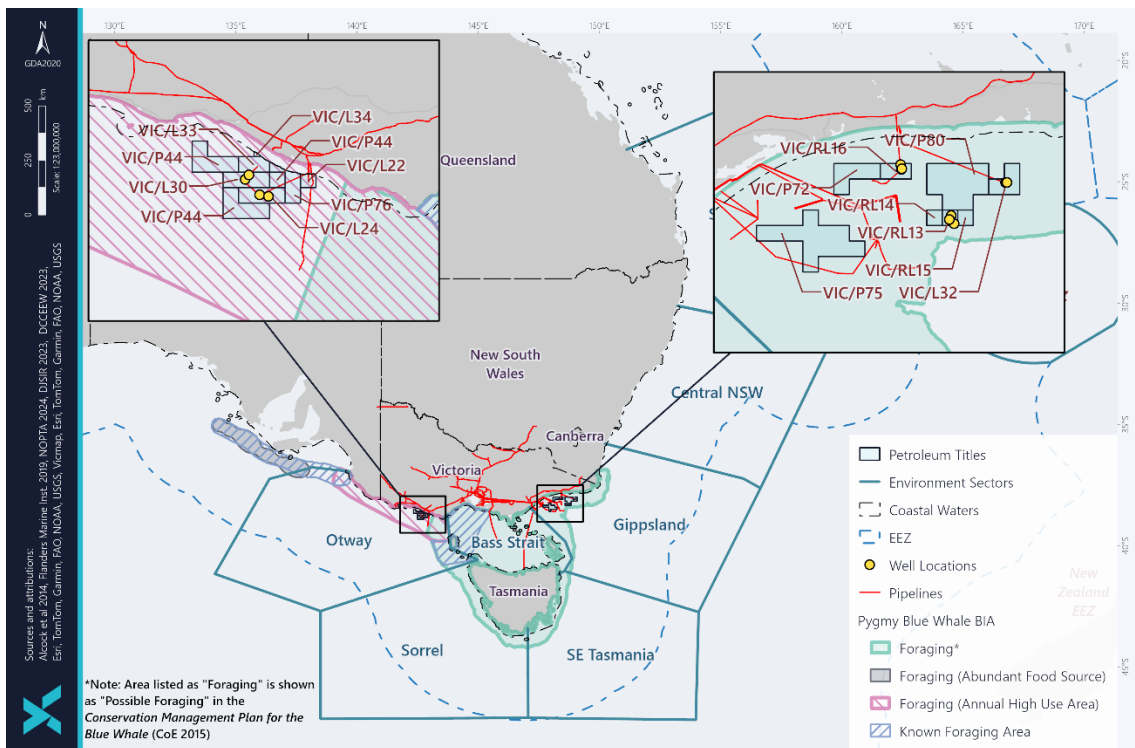 130°E
135°E
140°E
145°E
150°E
160°E
165°E
170°E
N
GDA2020
km
500
250
0
Scale: 1:23,000,000
Sources and attributions:
Alcock et al 2014, Flanders Marine Inst. 2019, NOPTA 2024, DJSIR 2023, DCCEEW 2023,
Esri, TomTom, Garmin, FAO, NOAA, USGS, Vicmap, Esri, TomTom, Garmin, FAO, NOAA, USGS,
Esri, TomTom, Garmin, FAO, NOAA, USGS
20°S
25°S
30°S
35°S
40°S
45°S
VIC/L34
VIC/L33
VIC/P44
VIC/P44
VIC/L22
VIC/L30
VIC/P76
VIC/P44
VIC/L24
VIC/P80
VIC/RL16
VIC/P72
VIC/RL14
VIC/RL13
VIC/RL15
VIC/P75
VIC/L32
Queensland
New South
Wales
Central NSW
Canberra
Victoria
Gippsland
Otway
Bass Strait
Tasmania
Sorrel
SE Tasmania
New
Zealand
EEZ
Petroleum Titles
Environment Sectors
Coastal Waters
EEZ
Well Locations
Pipelines
Pygmy Blue Whale BIA
Foraging*
Foraging (Abundant Food Source)
Foraging (Annual High Use Area)
Known Foraging Area
*Note: Area listed as "Foraging" is shown
as "Possible Foraging" in the
Conservation Management Plan for the
Blue Whale (CoE 2015)